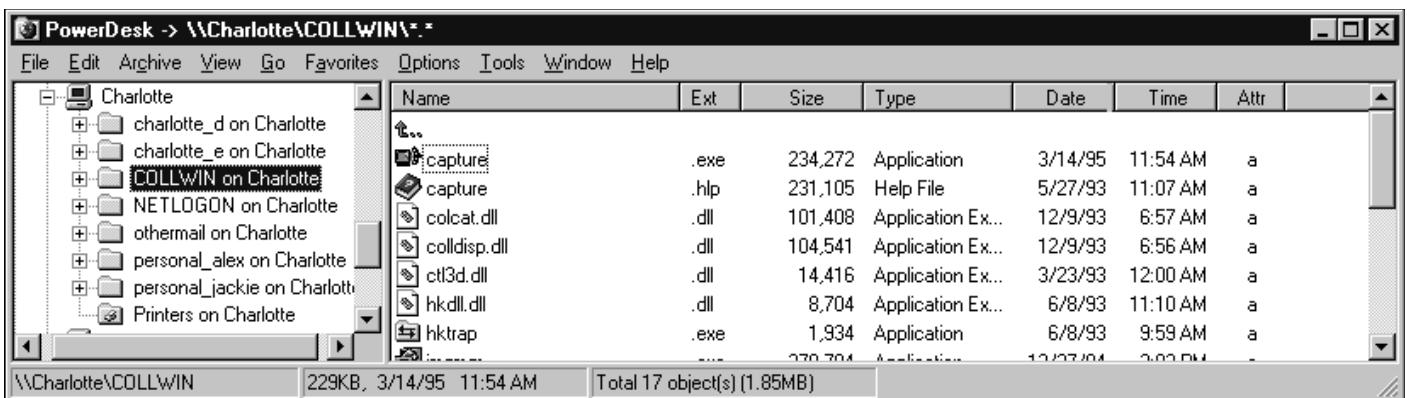 PowerDesk -> \\Charlotte\COLLWIN\*.*
File Edit Archive View Go Favorites Options Tools Window Help
Charlotte
charlotte_d on Charlotte
charlotte_e on Charlotte
COLLWIN on Charlotte
NETLOGON on Charlotte
othermail on Charlotte
personal_alex on Charlotte
personal_jackie on Charlott
Printers on Charlotte
Name Ext Size Type Date Time Attr
..
capture .exe 234,272 Application 3/14/95 11:54 AM a
capture .hlp 231,105 Help File 5/27/93 11:07 AM a
colcat.dll .dll 101,408 Application Ex... 12/9/93 6:57 AM a
colldisp.dll .dll 104,541 Application Ex... 12/9/93 6:56 AM a
ctl3d.dll .dll 14,416 Application Ex... 3/23/93 12:00 AM a
hkdll.dll .dll 8,704 Application Ex... 6/8/93 11:10 AM a
hktrap .exe 1,934 Application 6/8/93 9:59 AM a
\\Charlotte\COLLWIN 229KB, 3/14/95 11:54 AM Total 17 object(s) (1.85MB)